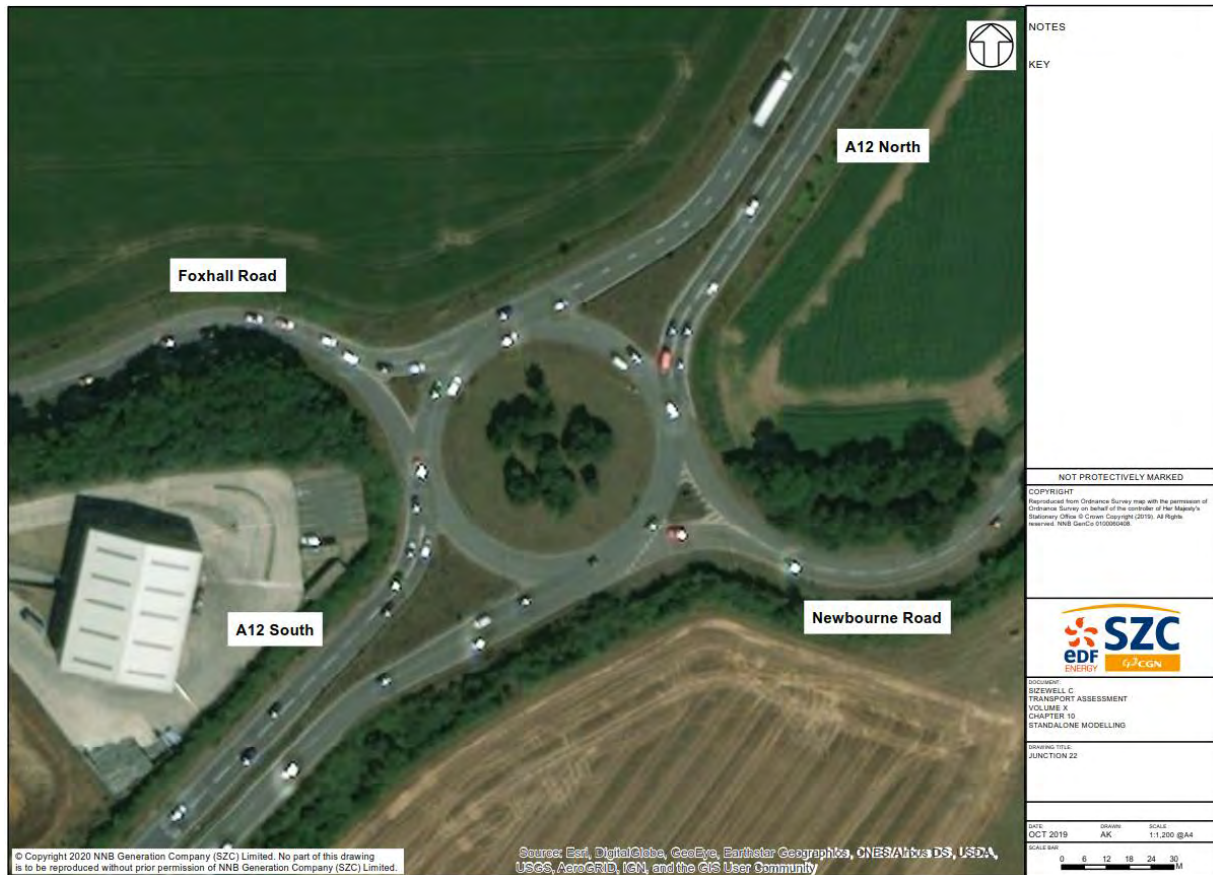 A12 North
Foxhall Road
A12 South
Newbourne Road
© Copyright 2020 NNB Generation Company (SZC) Limited. No part of this drawing
is to be reproduced without prior permission of NNB Generation Company (SZC) Limited.
Source: Esri, DigitalGlobe, GeoEye, Earthstar Geographics, CNES/Airbus DS, USDA,
USGS, AeroGRID, IGN, and the GIS User Community
NOTES
KEY
NOT PROTECTIVELY MARKED
COPYRIGHT
Reproduced from Ordnance Survey map with the permission of
Ordnance Survey on behalf of the controller of Her Majesty's
Stationery Office © Crown Copyright (2019). All Rights
reserved. NNB GenCo 0100060408.
eDF
ENERGY
SZC
CGN
DOCUMENT:
SIZEWELL C
TRANSPORT ASSESSMENT
VOLUME X
CHAPTER 10
STANDALONE MODELLING
DRAWING TITLE:
JUNCTION 22
DATE: DRAWN: SCALE:
OCT 2019 AK 1:1,200 @A4
SCALE BAR
0 6 12 18 24 30
M